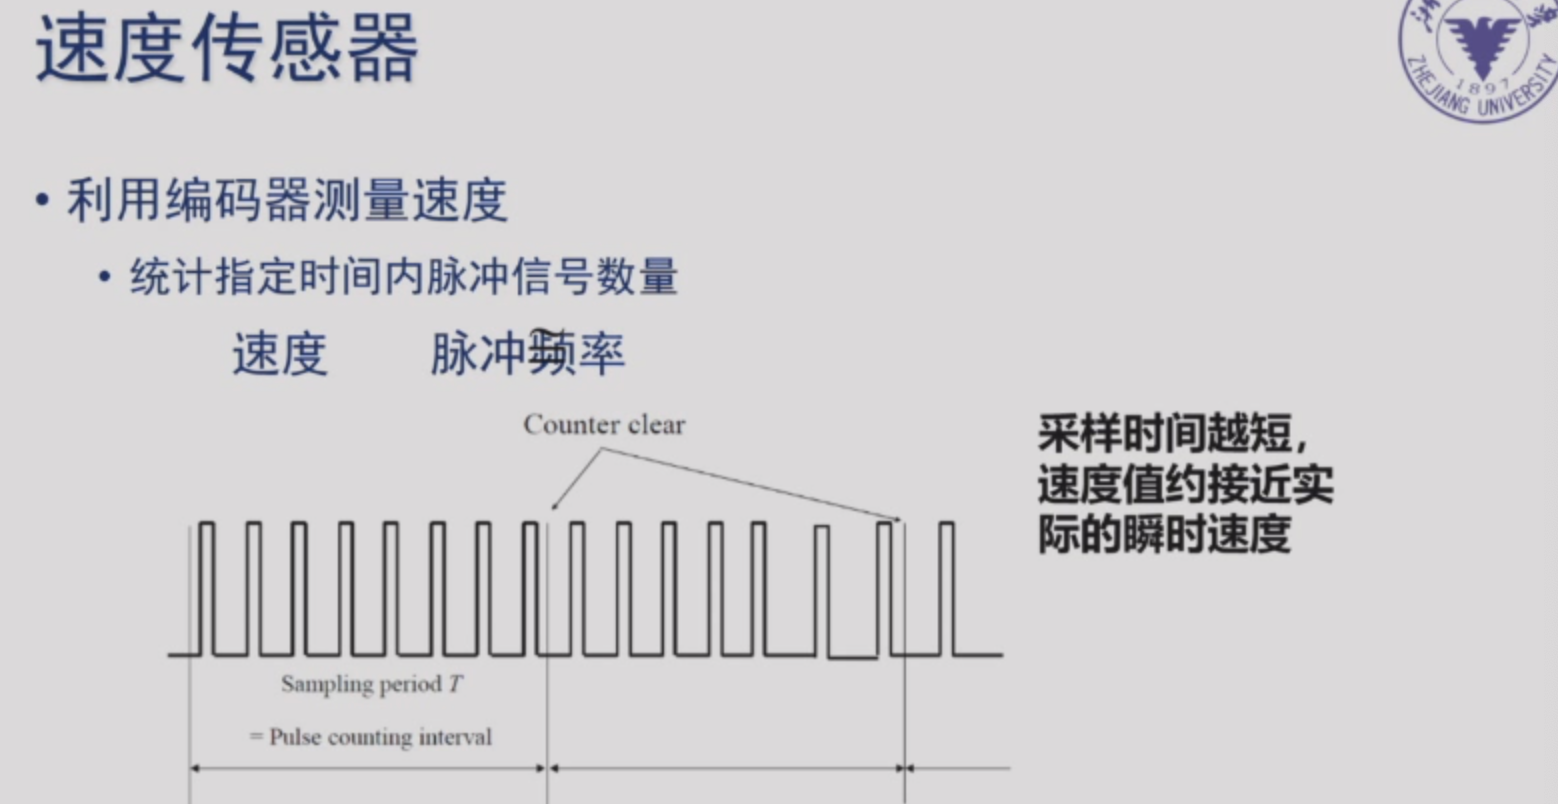 速度传感器
ZHEJIANG UNIVERSITY
1897
• 利用编码器测量速度
• 统计指定时间内脉冲信号数量
速度 ≅ 脉冲频率
Counter clear
采样时间越短，
速度值约接近实
际的瞬时速度
Sampling period T
= Pulse counting interval